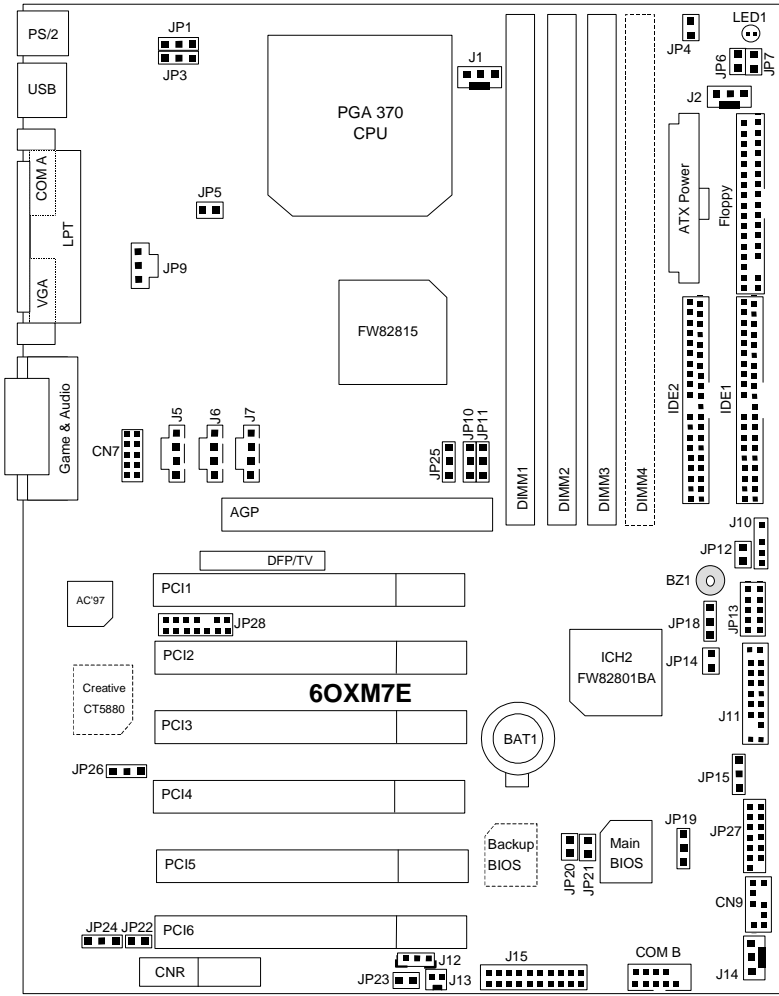 PS/2
JP1
JP3
J1
LED1
JP4
JP6
JP7
USB
J2
PGA 370
CPU
COM A
LPT
VGA
JP5
JP9
ATX Power
Floppy
FW82815
Game & Audio
CN7
J5
J6
J7
JP25
JP10
JP11
DIMM1
DIMM2
DIMM3
DIMM4
IDE2
IDE1
AGP
J10
JP12
DFP/TV
BZ1
AC'97
PCI1
JP28
JP18
JP13
PCI2
ICH2
FW82801BA
JP14
Creative
CT5880
6OXM7E
J11
PCI3
BAT1
JP26
JP15
PCI4
JP19
JP27
Backup
BIOS
JP20
JP21
Main
BIOS
PCI5
CN9
JP24
JP22
PCI6
CNR
J12
JP23
J13
J15
COM B
J14